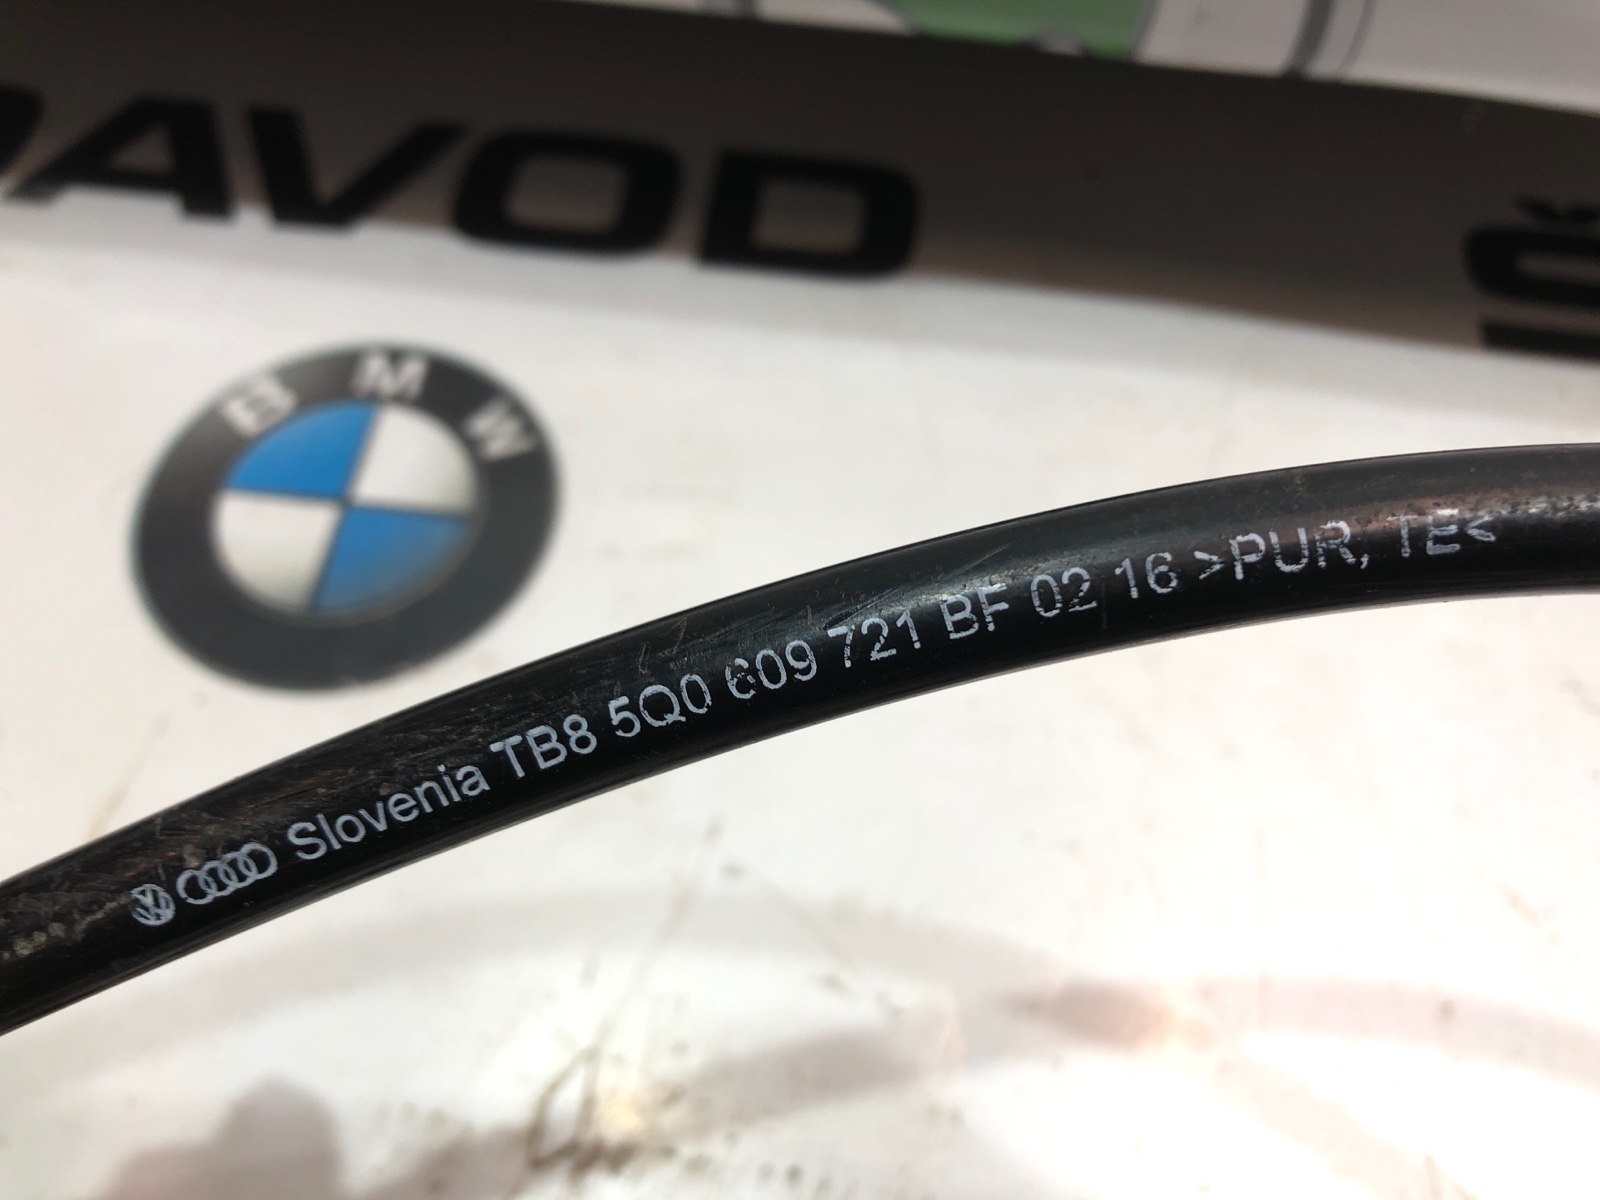 AVOD
BMW
Slovenia TB8 5Q0 609 721 BF 02 16 >PUR, TE<